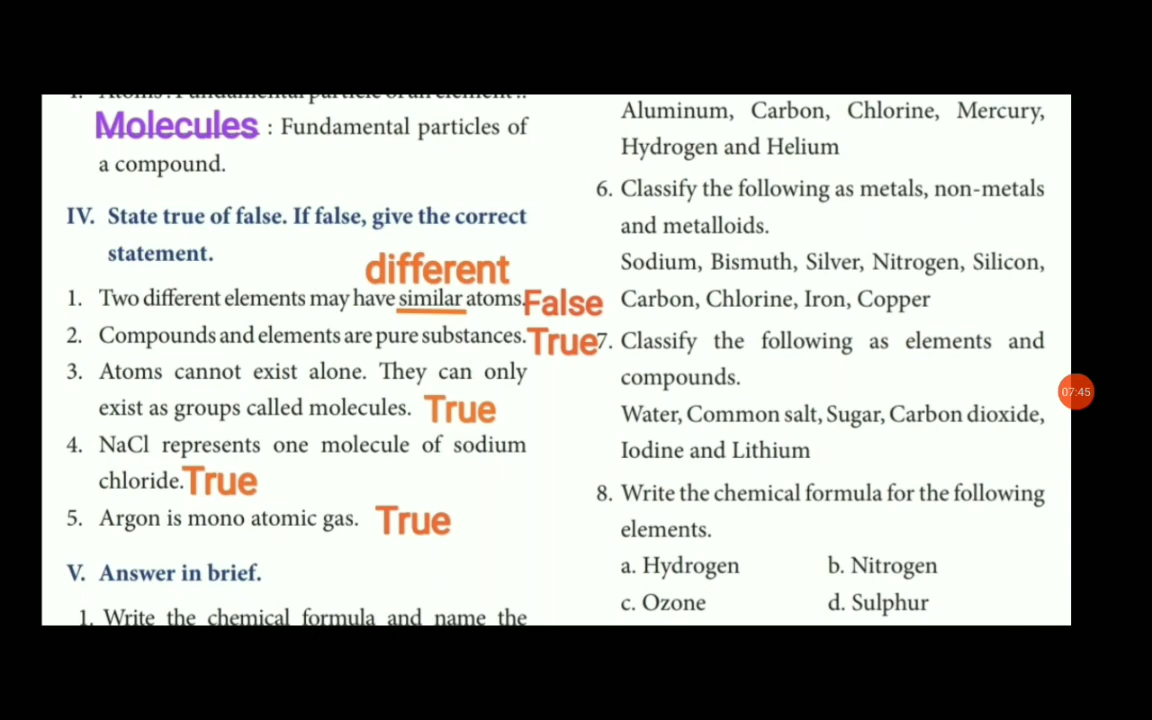 Molecules : Fundamental particles of
a compound.
IV. State true of false. If false, give the correct
statement.
different
1. Two different elements may have similar atoms. False
2. Compounds and elements are pure substances. True
3. Atoms cannot exist alone. They can only
exist as groups called molecules. True
4. NaCl represents one molecule of sodium
chloride. True
5. Argon is mono atomic gas. True
V. Answer in brief.
1. Write the chemical formula and name the
Aluminum, Carbon, Chlorine, Mercury,
Hydrogen and Helium
6. Classify the following as metals, non-metals
and metalloids.
Sodium, Bismuth, Silver, Nitrogen, Silicon,
Carbon, Chlorine, Iron, Copper
7. Classify the following as elements and
compounds.
Water, Common salt, Sugar, Carbon dioxide,
Iodine and Lithium
8. Write the chemical formula for the following
elements.
a. Hydrogen b. Nitrogen
c. Ozone d. Sulphur
07:45